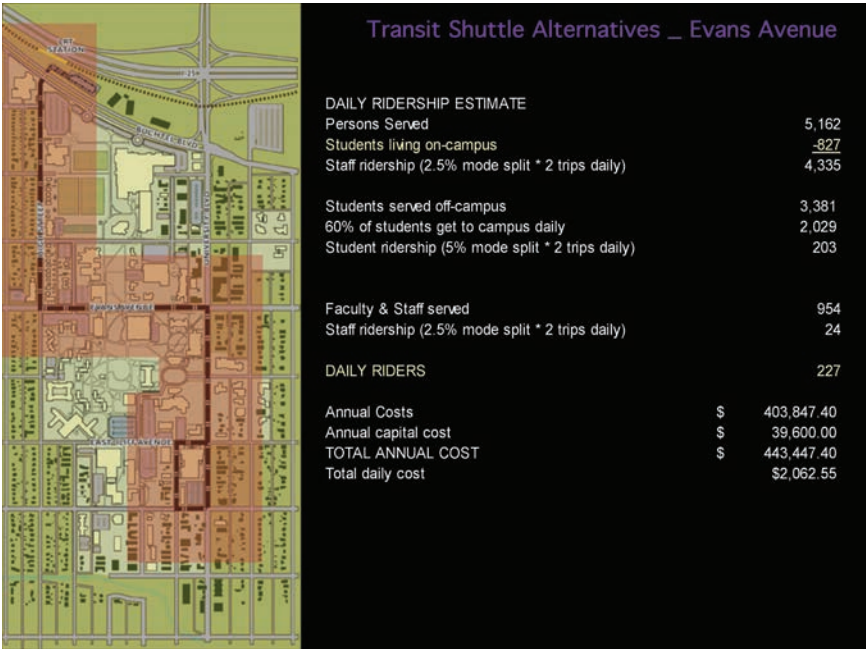 Transit Shuttle Alternatives _ Evans Avenue
LRT
STATION
I-25
BUCHTEL BLVD
UNIVERSITY BLVD
EVANS AVENUE
EAST ILIFF AVENUE
DAILY RIDERSHIP ESTIMATE
Persons Served 5,162
Students living on-campus -827
Staff ridership (2.5% mode split * 2 trips daily) 4,335
Students served off-campus 3,381
60% of students get to campus daily 2,029
Student ridership (5% mode split * 2 trips daily) 203
Faculty & Staff served 954
Staff ridership (2.5% mode split * 2 trips daily) 24
DAILY RIDERS 227
Annual Costs $ 403,847.40
Annual capital cost $ 39,600.00
TOTAL ANNUAL COST $ 443,447.40
Total daily cost $2,062.55